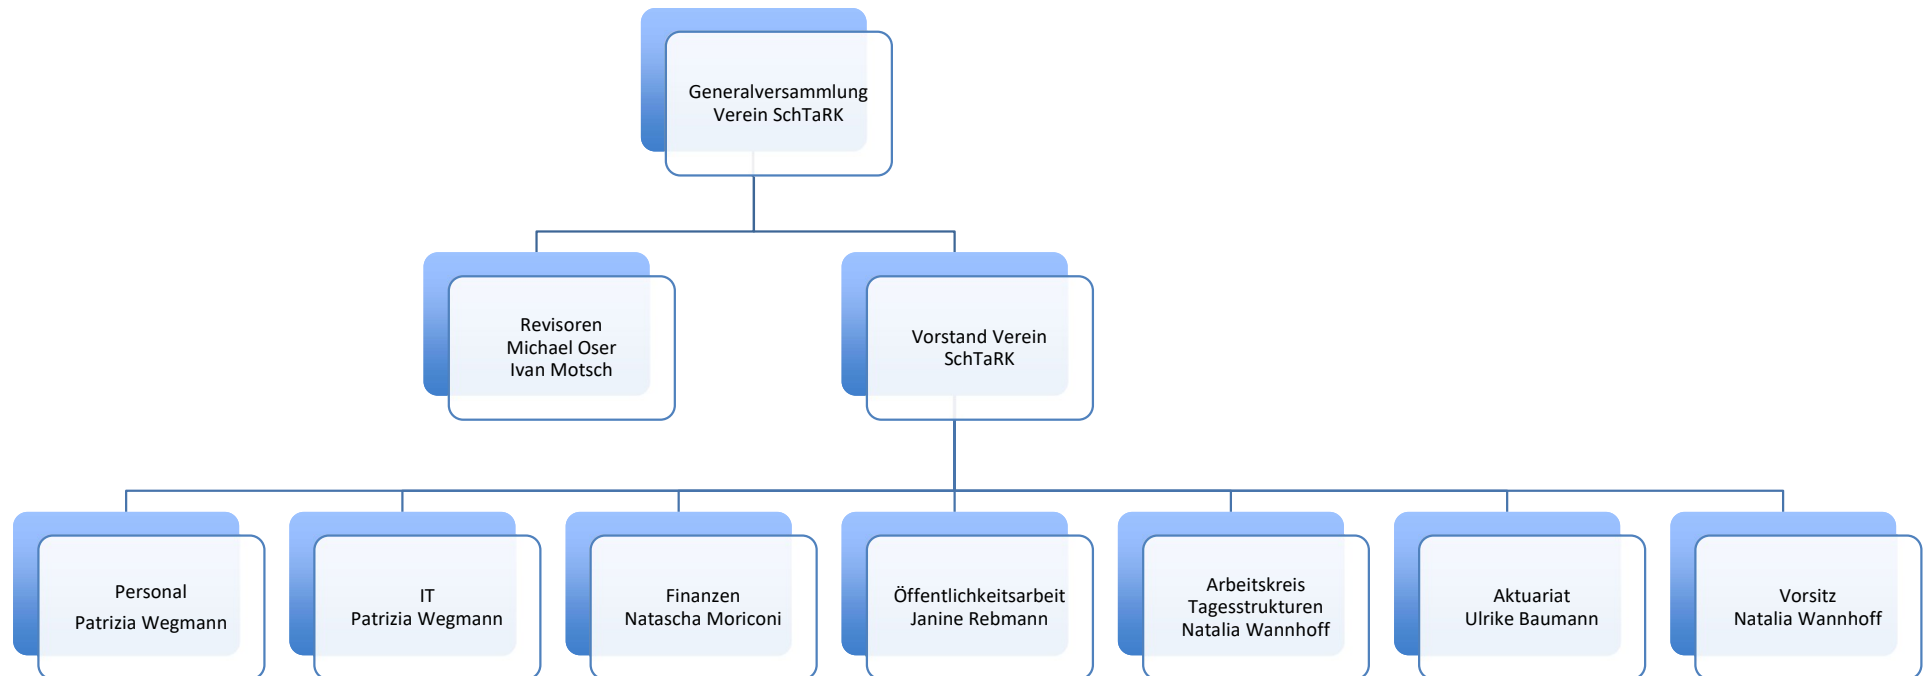 Generalversammlung
Verein SchTaRK
Revisoren
Michael Oser
Ivan Motsch
Vorstand Verein
SchTaRK
Personal
Patrizia Wegmann
IT
Patrizia Wegmann
Finanzen
Natascha Moriconi
Öffentlichkeitsarbeit
Janine Rebmann
Arbeitskreis
Tagesstrukturen
Natalia Wannhoff
Aktuariat
Ulrike Baumann
Vorsitz
Natalia Wannhoff